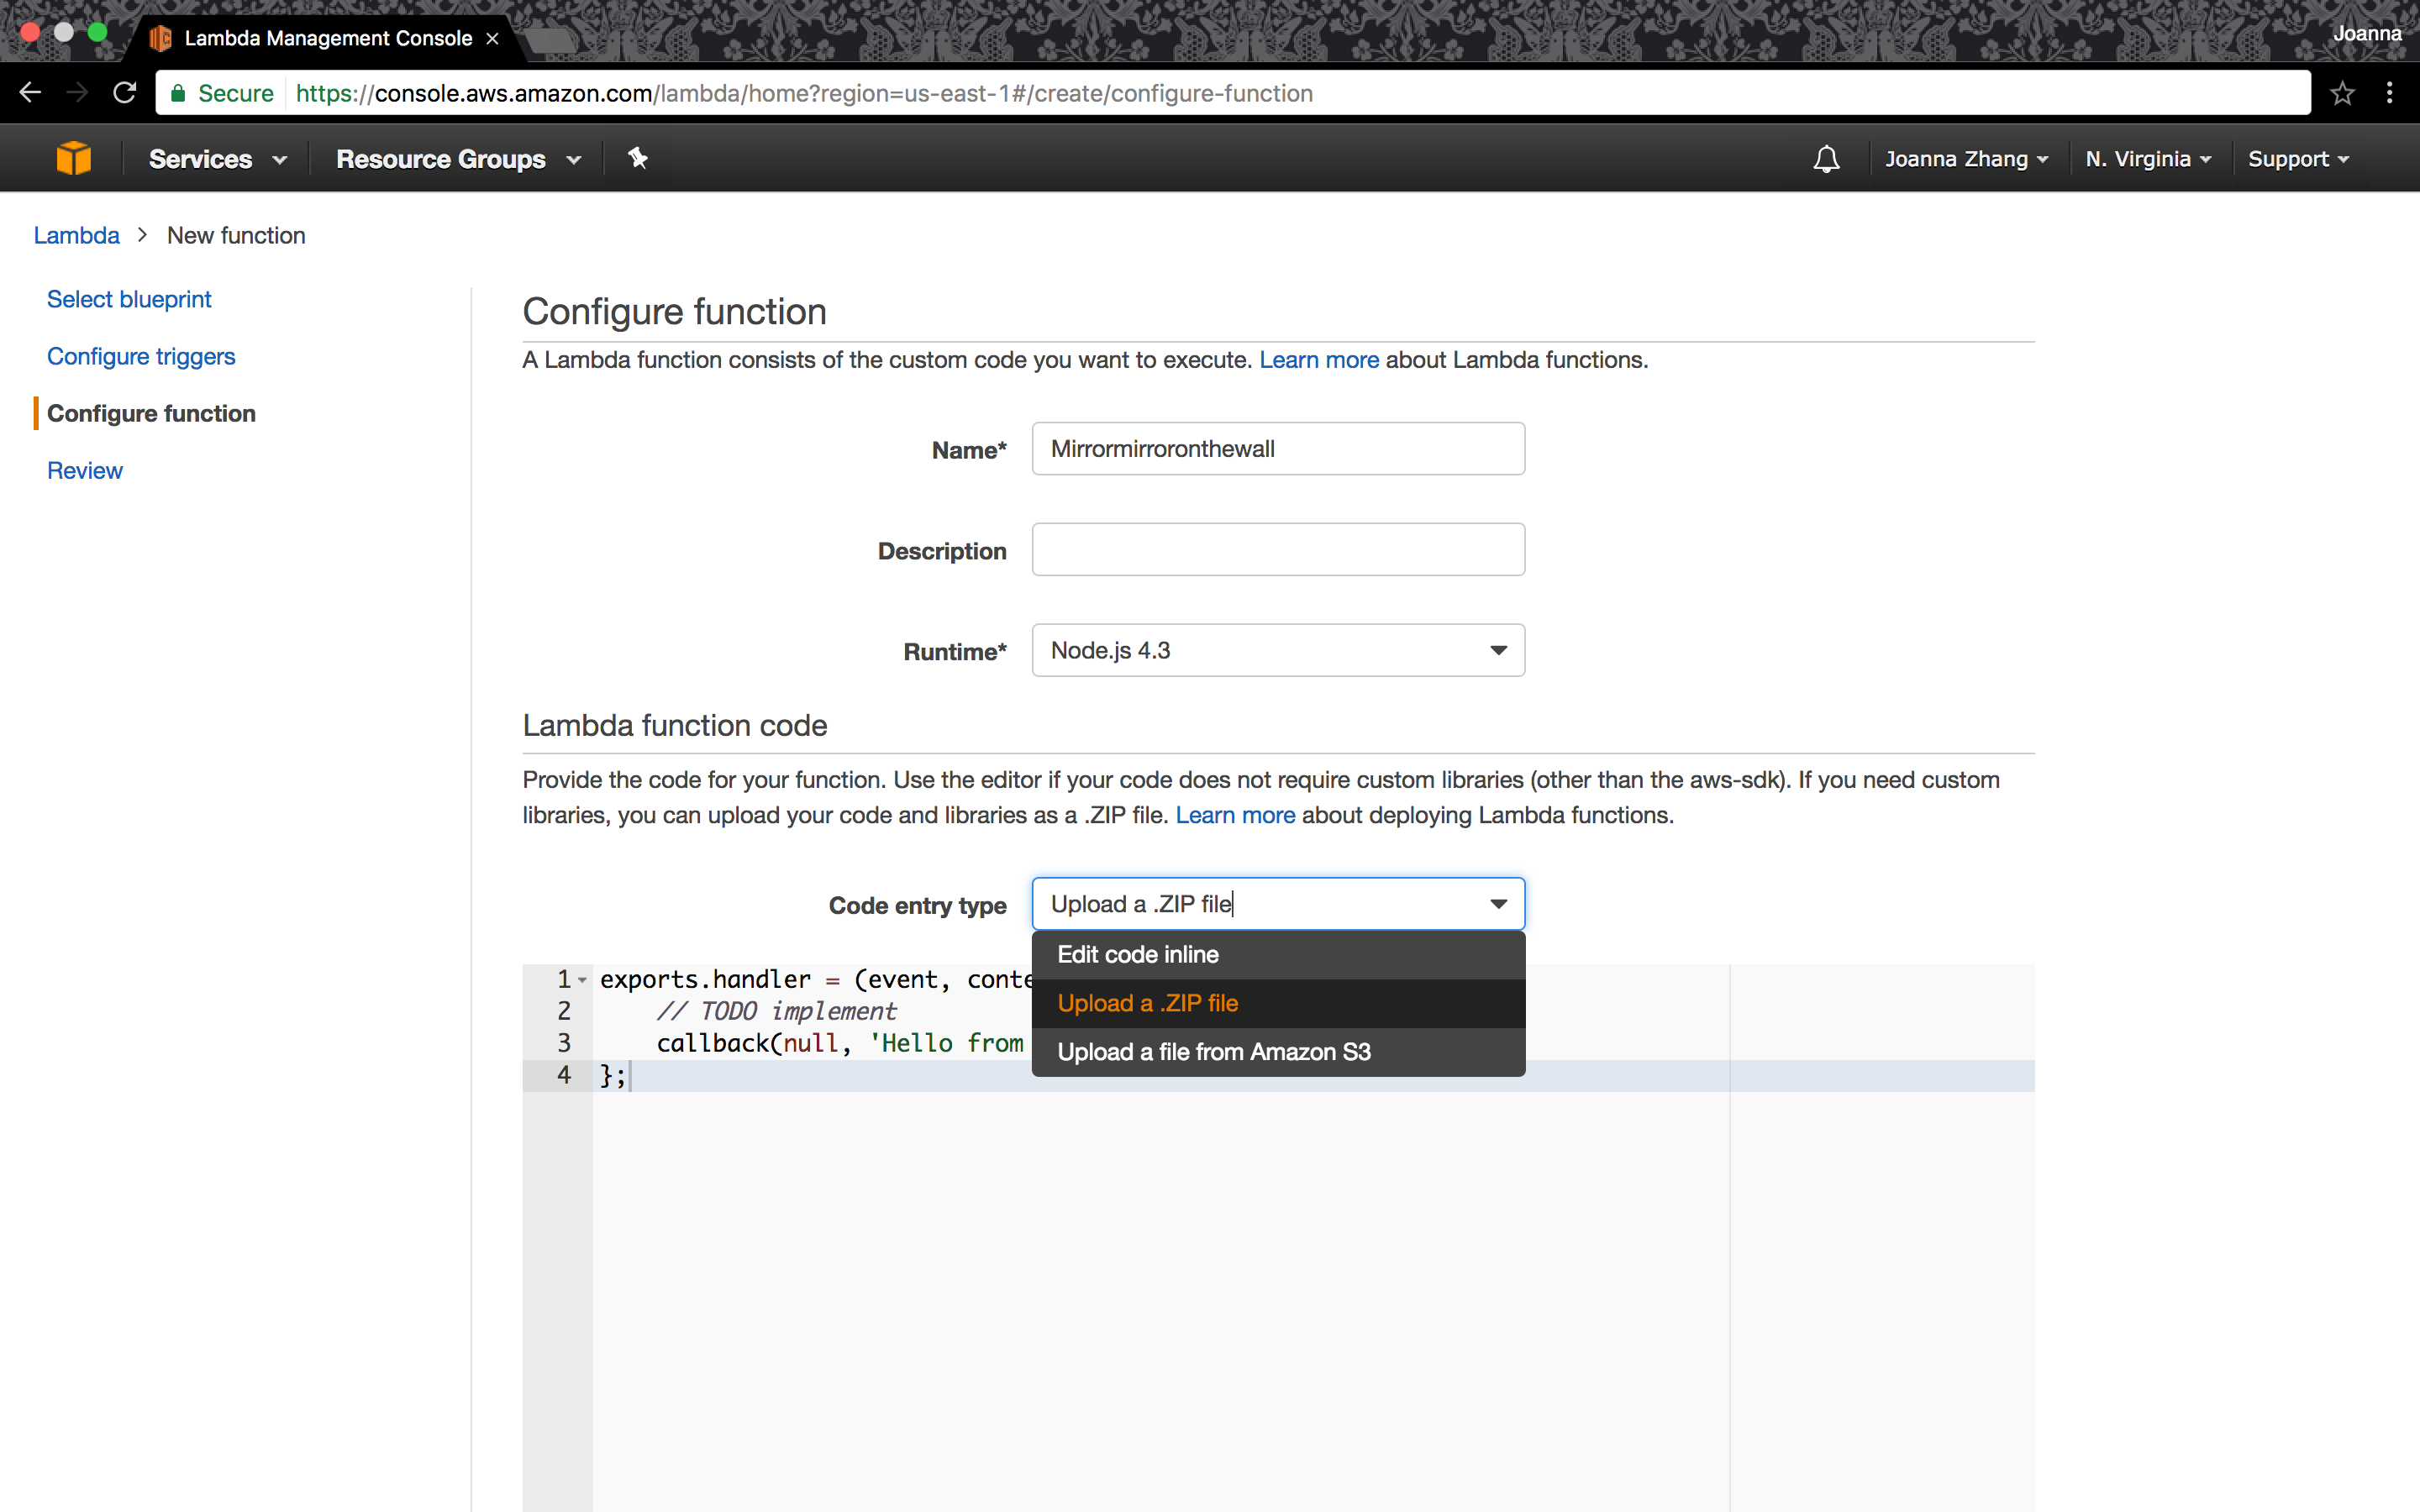 Lambda Management Console
Joanna
Secure https://console.aws.amazon.com/lambda/home?region=us-east-1#/create/configure-function
Services Resource Groups Joanna Zhang N. Virginia Support
Lambda > New function
Select blueprint
Configure triggers
Configure function
Review
Configure function
A Lambda function consists of the custom code you want to execute. Learn more about Lambda functions.
Name* Mirrormirroronthewall
Description
Runtime* Node.js 4.3
Lambda function code
Provide the code for your function. Use the editor if your code does not require custom libraries (other than the aws-sdk). If you need custom
libraries, you can upload your code and libraries as a .ZIP file. Learn more about deploying Lambda functions.
Code entry type Upload a .ZIP file
Edit code inline
Upload a .ZIP file
Upload a file from Amazon S3
1 exports.handler = (event, conte
2 // TODO implement
3 callback(null, 'Hello from
4 };